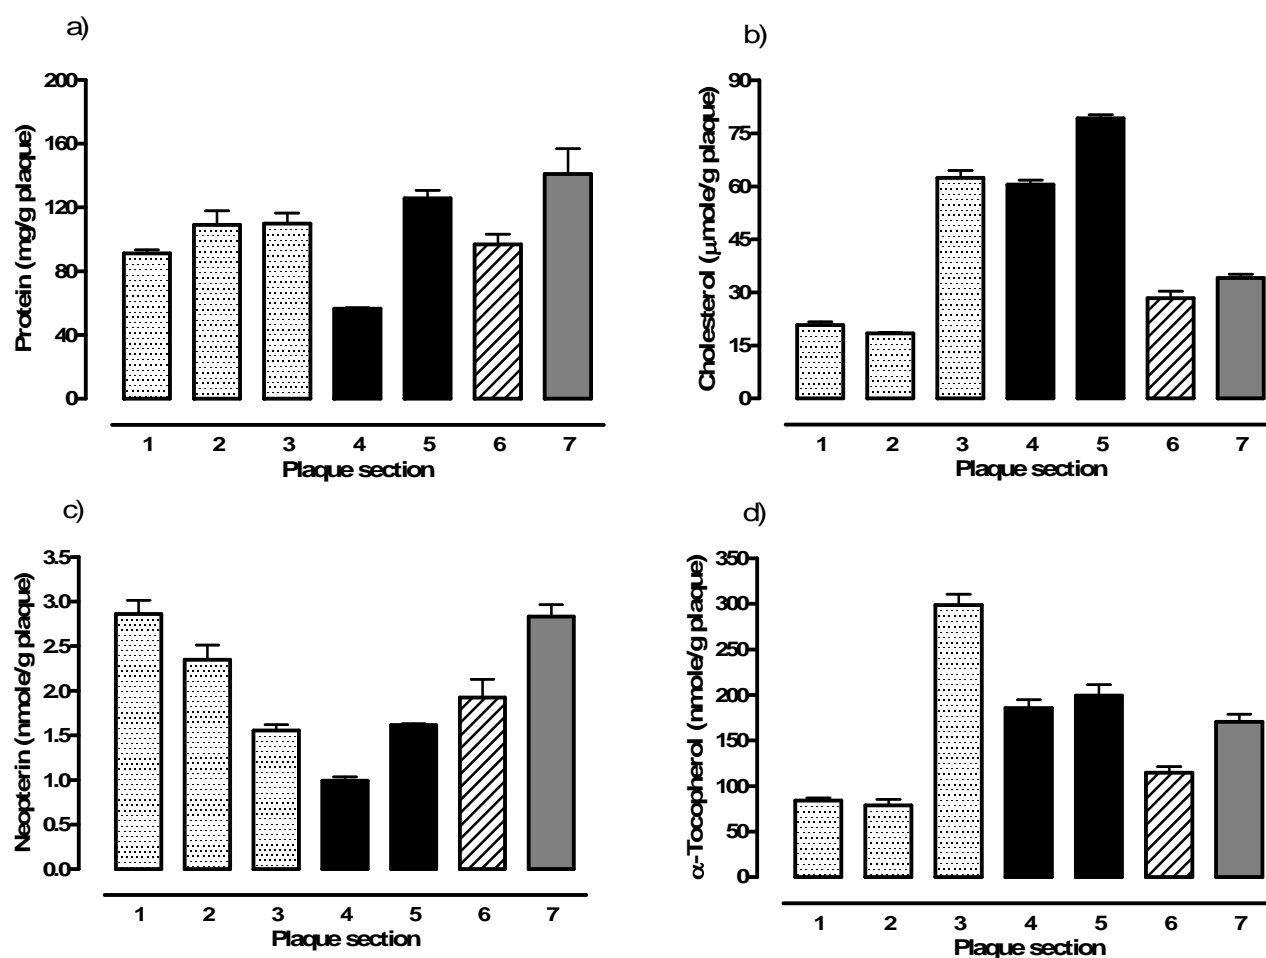 a)
Protein (mg/g plaque)
200
160
120
80
40
0
1 2 3 4 5 6 7
Plaque section
b)
Cholesterol (μmole/g plaque)
90
75
60
45
30
15
0
1 2 3 4 5 6 7
Plaque section
c)
Neopterin (nmole/g plaque)
3.5
3.0
2.5
2.0
1.5
1.0
0.5
0.0
1 2 3 4 5 6 7
Plaque section
d)
α-Tocopherol (nmole/g plaque)
350
300
250
200
150
100
50
0
1 2 3 4 5 6 7
Plaque section